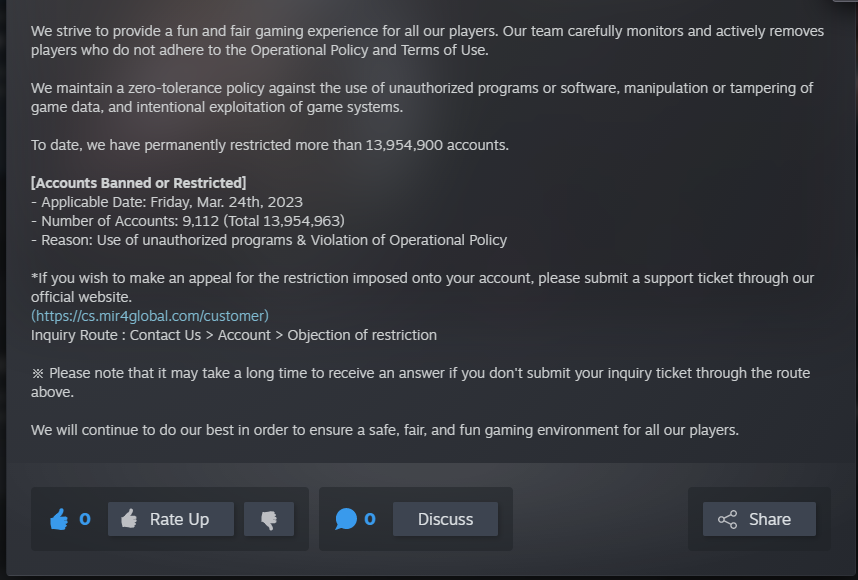 We strive to provide a fun and fair gaming experience for all our players. Our team carefully monitors and actively removes
players who do not adhere to the Operational Policy and Terms of Use.
We maintain a zero-tolerance policy against the use of unauthorized programs or software, manipulation or tampering of
game data, and intentional exploitation of game systems.
To date, we have permanently restricted more than 13,954,900 accounts.
[Accounts Banned or Restricted]
- Applicable Date: Friday, Mar. 24th, 2023
- Number of Accounts: 9,112 (Total 13,954,963)
- Reason: Use of unauthorized programs & Violation of Operational Policy
*If you wish to make an appeal for the restriction imposed onto your account, please submit a support ticket through our
official website.
(https://cs.mir4global.com/customer)
Inquiry Route : Contact Us > Account > Objection of restriction
※ Please note that it may take a long time to receive an answer if you don't submit your inquiry ticket through the route
above.
We will continue to do our best in order to ensure a safe, fair, and fun gaming environment for all our players.
0 Rate Up 0 Discuss Share